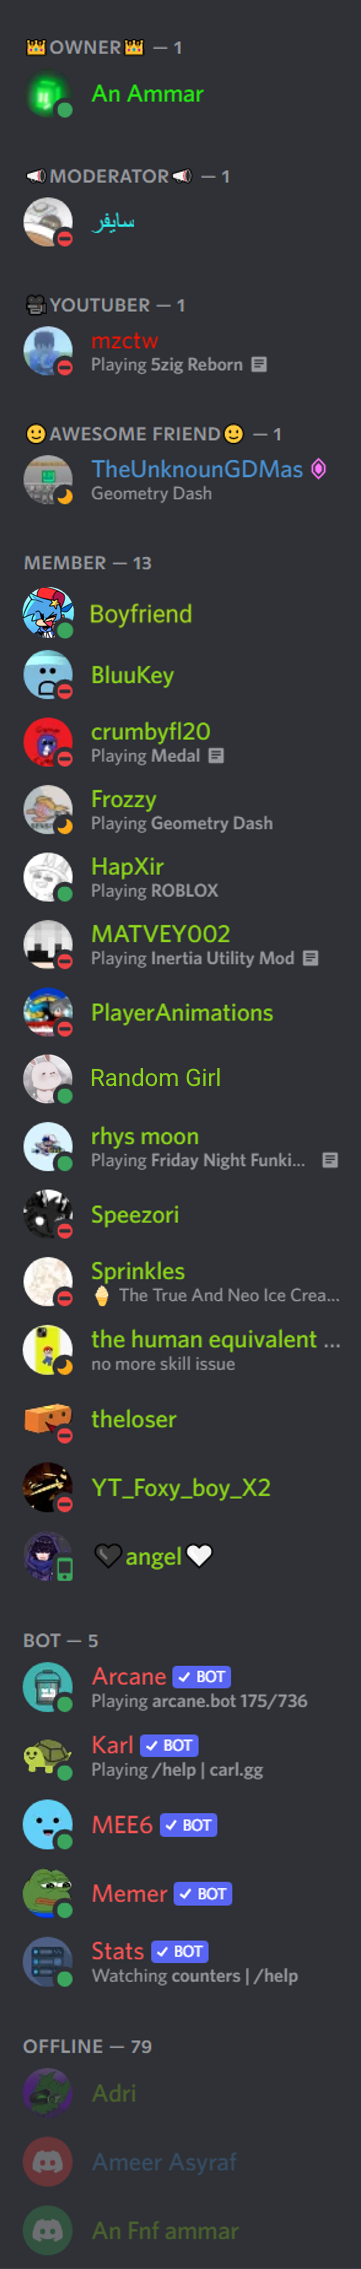 👑OWNER👑 — 1
An Ammar
📢MODERATOR📢 — 1
سايفر
🎥YOUTUBER — 1
mzctw
Playing 5zig Reborn
🙂AWESOME FRIEND🙂 — 1
TheUnknounGDMas
Geometry Dash
MEMBER — 13
Boyfriend
BluuKey
crumbyfl20
Playing Medal
Frozzy
Playing Geometry Dash
HapXir
Playing ROBLOX
MATVEY002
Playing Inertia Utility Mod
PlayerAnimations
Random Girl
rhys moon
Playing Friday Night Funki...
Speezori
Sprinkles
🍦 The True And Neo Ice Crea...
the human equivalent ...
no more skill issue
theloser
YT_Foxy_boy_X2
🖤angel🤍
BOT — 5
Arcane ✓ BOT
Playing arcane.bot 175/736
Karl ✓ BOT
Playing /help | carl.gg
MEE6 ✓ BOT
Memer ✓ BOT
Stats ✓ BOT
Watching counters | /help
OFFLINE — 79
Adri
Ameer Asyraf
An Fnf ammar